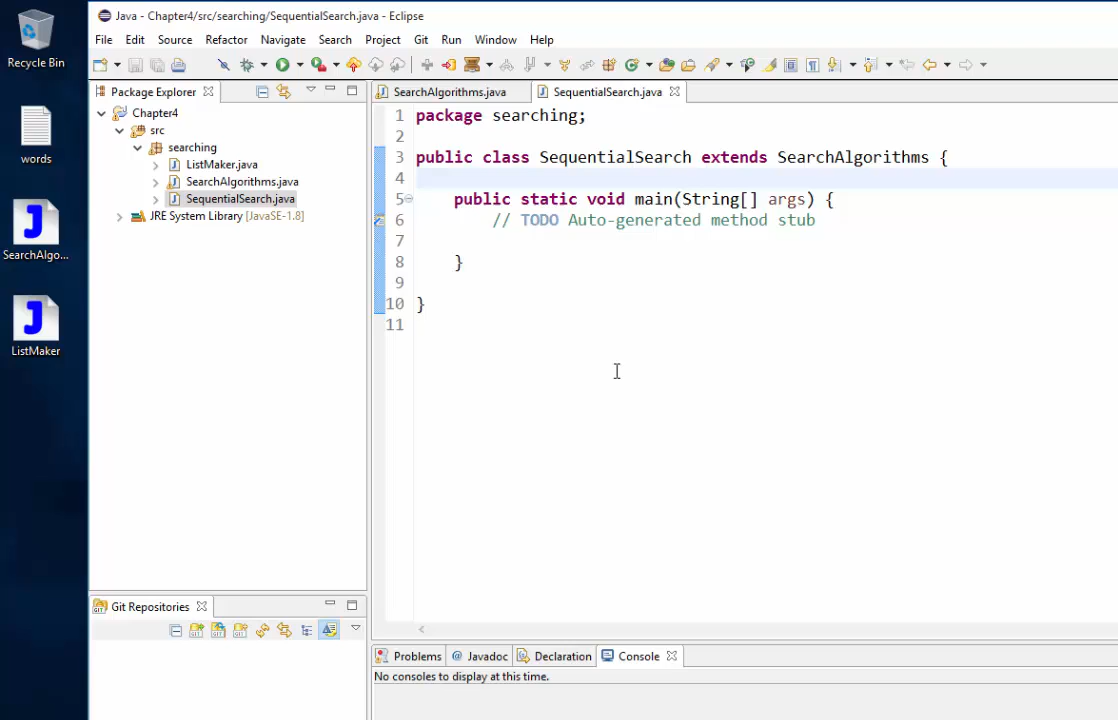 Recycle Bin
words
SearchAlgo...
ListMaker
Java - Chapter4/src/searching/SequentialSearch.java - Eclipse
File Edit Source Refactor Navigate Search Project Git Run Window Help
Package Explorer
Chapter4
src
searching
ListMaker.java
SearchAlgorithms.java
SequentialSearch.java
JRE System Library [JavaSE-1.8]
Git Repositories
SearchAlgorithms.java SequentialSearch.java
1 package searching;
2
3 public class SequentialSearch extends SearchAlgorithms {
4
5 public static void main(String[] args) {
6 // TODO Auto-generated method stub
7
8 }
9
10 }
11
Problems @ Javadoc Declaration Console
No consoles to display at this time.